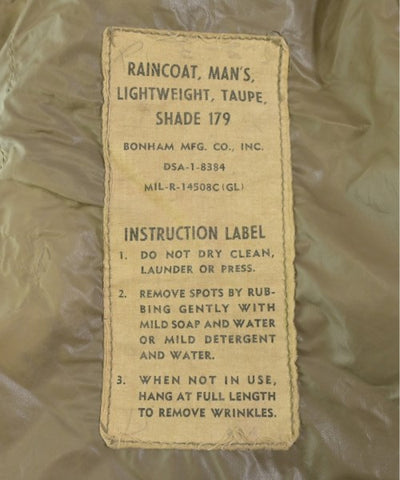 RAINCOAT, MAN'S,
LIGHTWEIGHT, TAUPE,
SHADE 179
BONHAM MFG. CO., INC.
DSA-1-8384
MIL-R-14508C (GL)
INSTRUCTION LABEL
1. DO NOT DRY CLEAN,
LAUNDER OR PRESS.
2. REMOVE SPOTS BY RUB-
BING GENTLY WITH
MILD SOAP AND WATER
OR MILD DETERGENT
AND WATER.
3. WHEN NOT IN USE,
HANG AT FULL LENGTH
TO REMOVE WRINKLES.